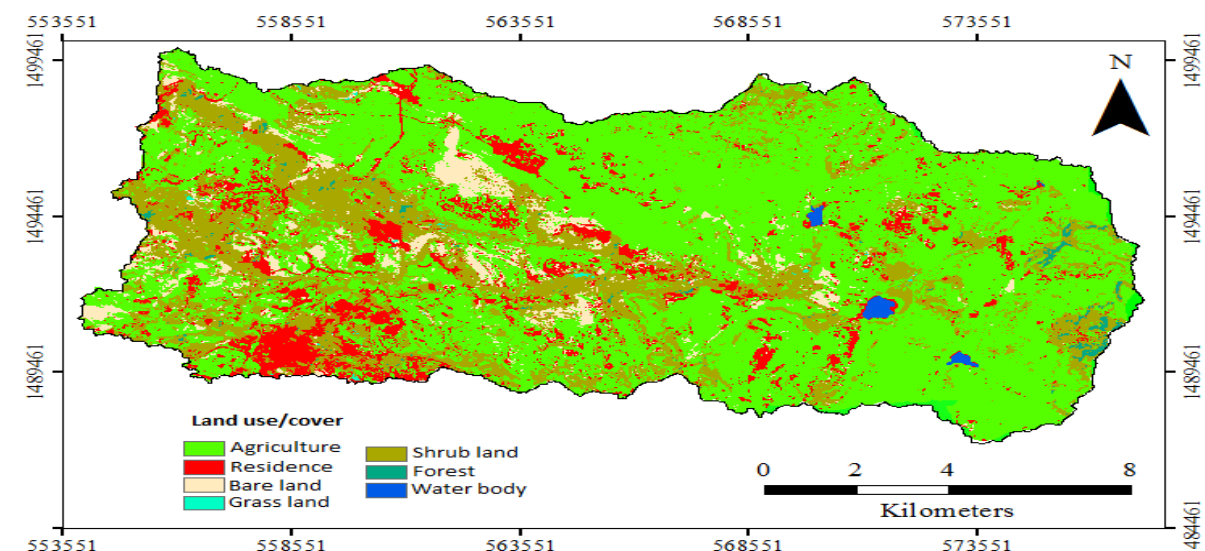 553551 558551 563551 568551 573551
1499461 1499461
N
1494461 1494461
1489461 1489461
Land use/cover
Agriculture Shrub land
Residence Forest
Bare land Water body
Grass land
0 2 4 8
Kilometers
484461
553551 558551 563551 568551 573551